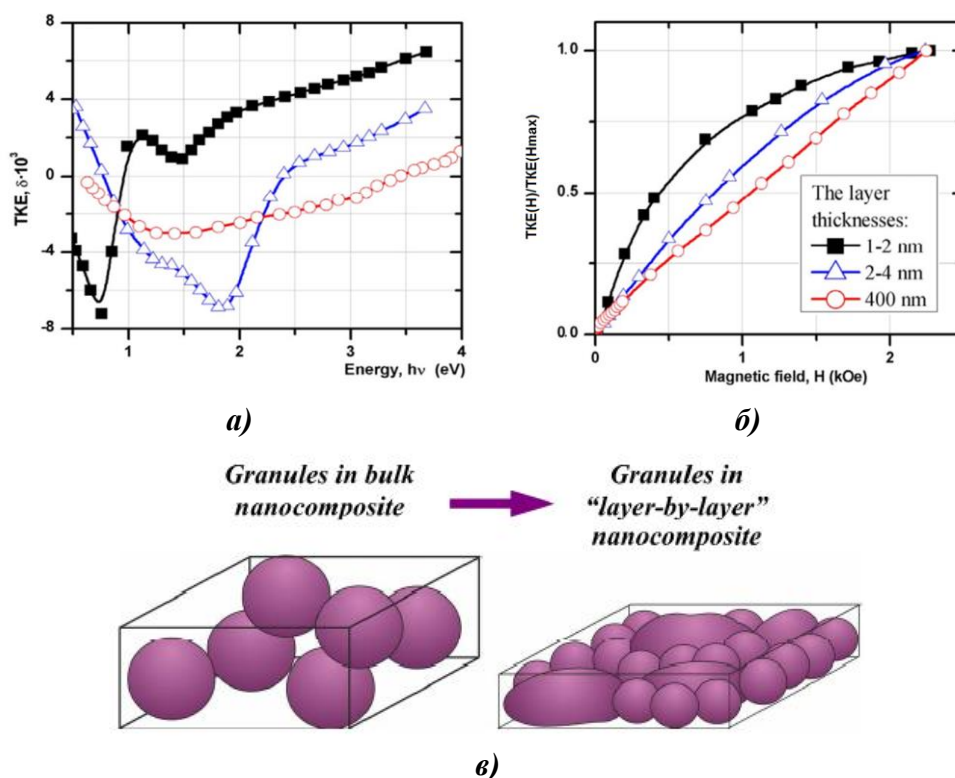 8
4
0
-4
-8
TKE, δ·10³
1
2
3
4
Energy, hν (eV)
а)
1.0
0.5
0.0
TKE(H)/TKE(Hmax)
The layer
thicknesses:
1-2 nm
2-4 nm
400 nm
0
1
2
Magnetic field, H (kOe)
б)
Granules in bulk
nanocomposite
Granules in
“layer-by-layer”
nanocomposite
в)